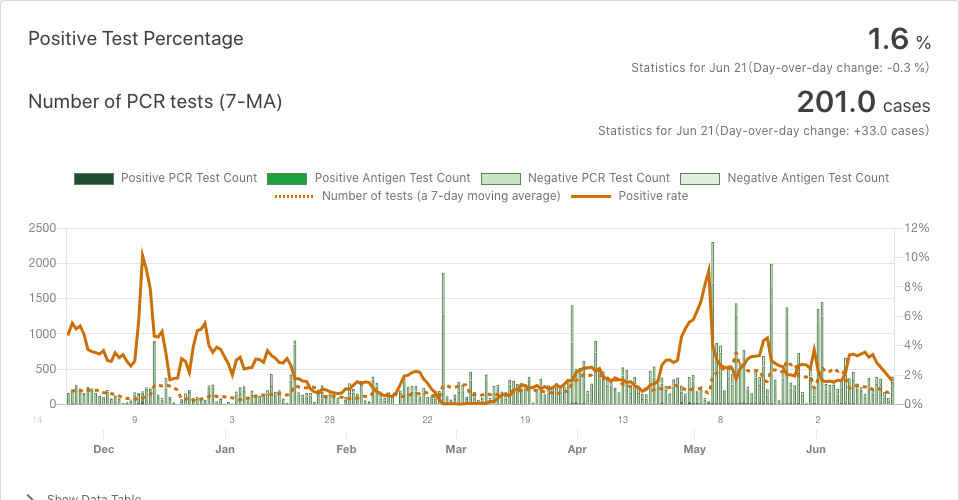 Positive Test Percentage
1.6 %
Statistics for Jun 21(Day-over-day change: -0.3 %)
Number of PCR tests (7-MA)
201.0 cases
Statistics for Jun 21(Day-over-day change: +33.0 cases)
Positive PCR Test Count Positive Antigen Test Count Negative PCR Test Count Negative Antigen Test Count
Number of tests (a 7-day moving average) Positive rate
2500 12%
2000 10%
8%
1500
6%
1000
4%
500 2%
0 0%
14 9 3 28 22 19 13 8 2
Dec Jan Feb Mar Apr May Jun
Show Data Table